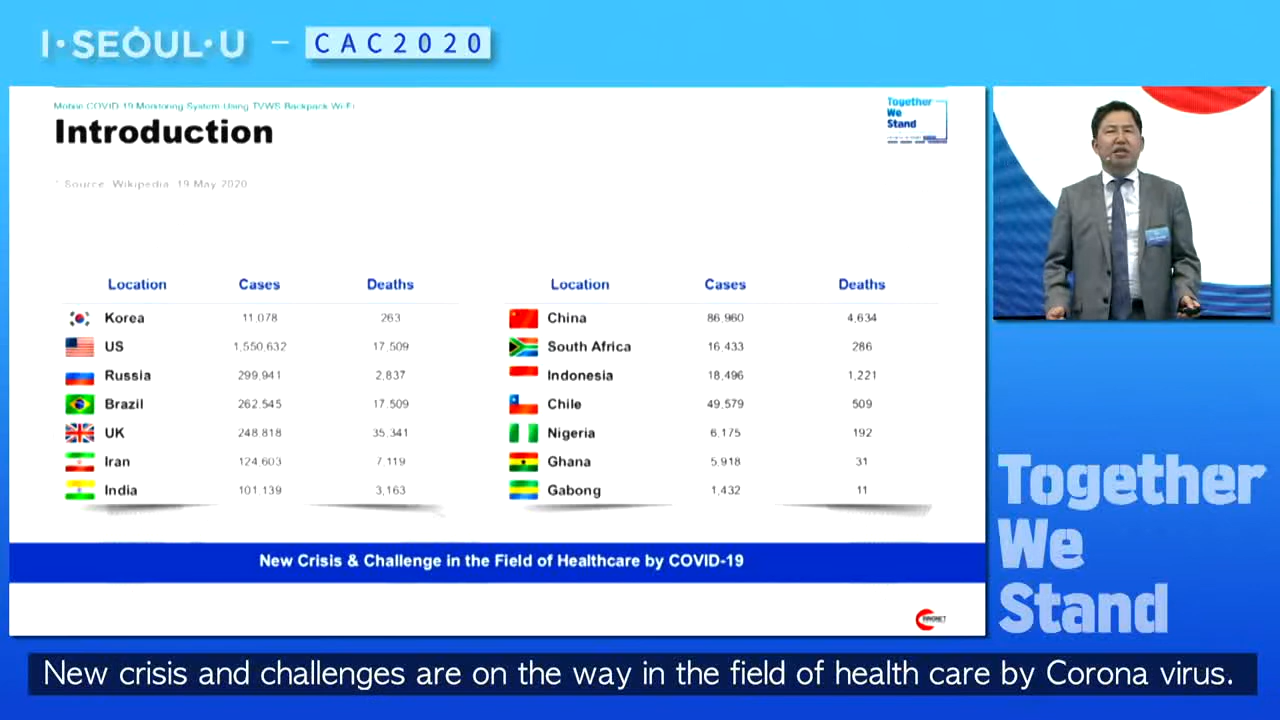 I·SEOUL·U – CAC2020
Motion COVID-19 Monitoring System Using TVWS Backpack Wi-Fi
Introduction
Together
We
Stand
* Source: Wikipedia. 19 May 2020
Location Cases Deaths
Korea 11,078 263
US 1,550,632 17,509
Russia 299,941 2,837
Brazil 262,545 17,509
UK 248,818 35,341
Iran 124,603 7,119
India 101,139 3,163
Location Cases Deaths
China 86,960 4,634
South Africa 16,433 286
Indonesia 18,496 1,221
Chile 49,579 509
Nigeria 6,175 192
Ghana 5,918 31
Gabong 1,432 11
New Crisis & Challenge in the Field of Healthcare by COVID-19
Together
We
Stand
New crisis and challenges are on the way in the field of health care by Corona virus.